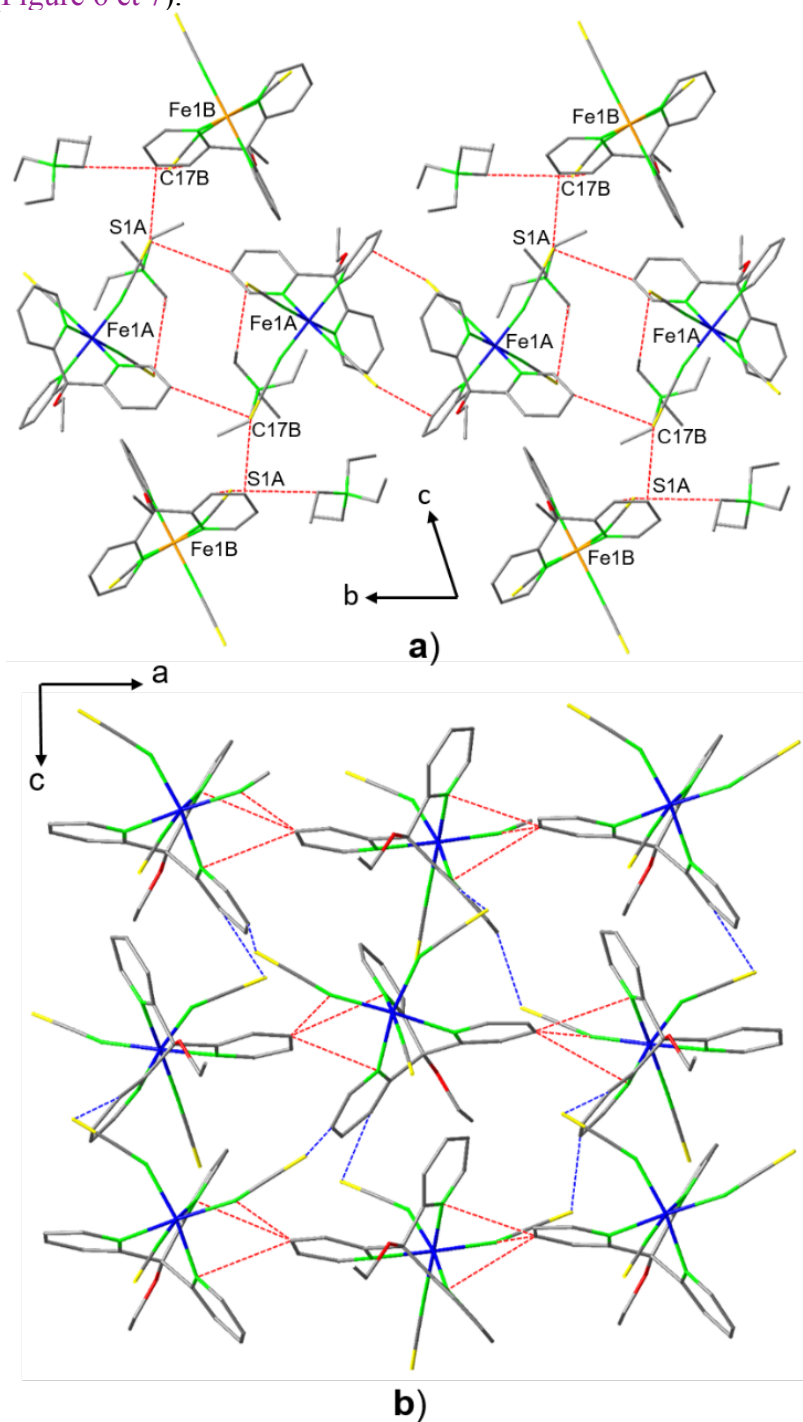 Figure 6 et 7).
Fe1B Fe1B
C17B C17B
S1A S1A
Fe1A Fe1A Fe1A Fe1A
C17B C17B
S1A S1A
Fe1B Fe1B
c
b
a)
a
c
b)